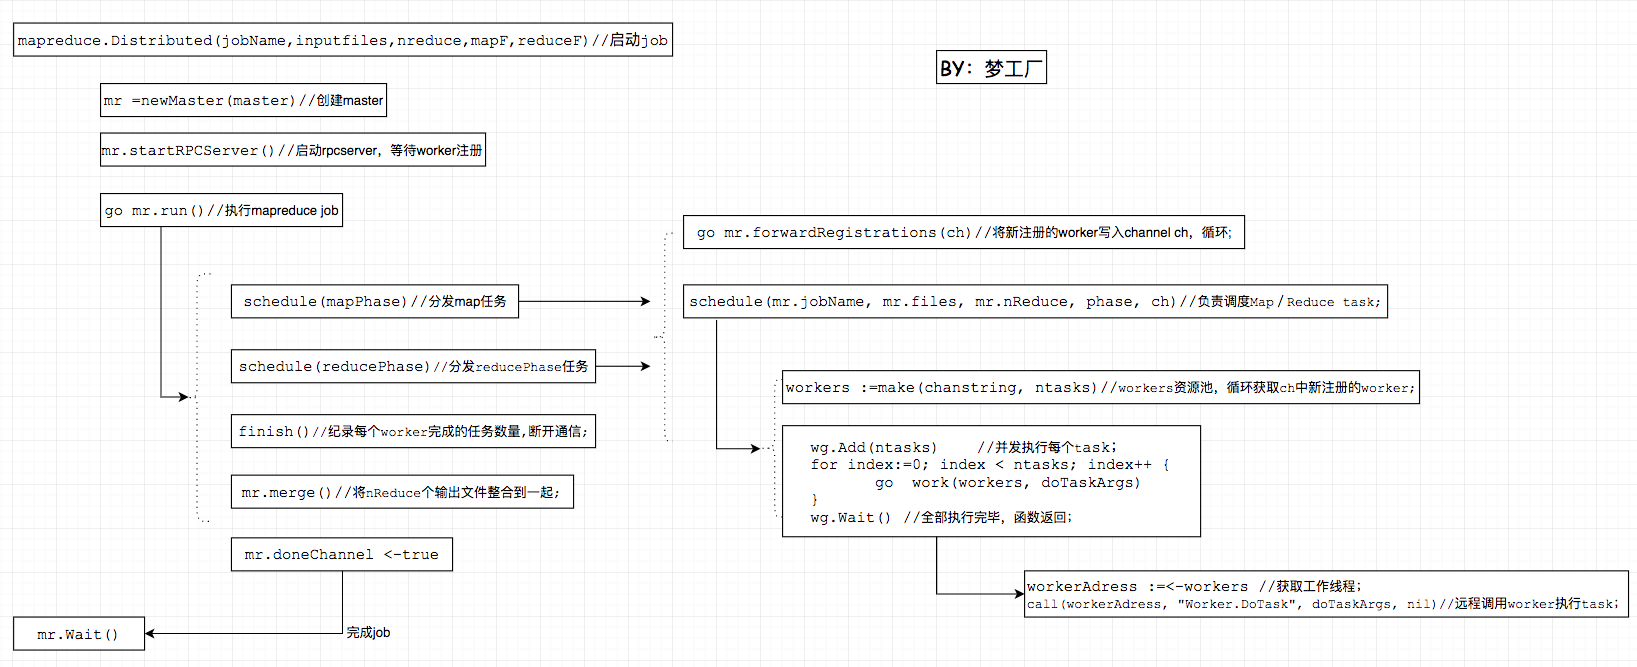 mapreduce.Distributed(jobName,inputfiles,nreduce,mapF,reduceF)//启动job
BY：梦工厂
mr =newMaster(master)//创建master
mr.startRPCServer()//启动rpcserver，等待worker注册
go mr.run()//执行mapreduce job
go mr.forwardRegistrations(ch)//将新注册的worker写入channel ch，循环;
schedule(mapPhase)//分发map任务
schedule(mr.jobName, mr.files, mr.nReduce, phase, ch)//负责调度Map／Reduce task;
schedule(reducePhase)//分发reducePhase任务
workers :=make(chanstring, ntasks)//workers资源池，循环获取ch中新注册的worker;
finish()//纪录每个worker完成的任务数量,断开通信;
wg.Add(ntasks) //并发执行每个task;
for index:=0; index < ntasks; index++ {
go work(workers, doTaskArgs)
}
wg.Wait() //全部执行完毕，函数返回;
mr.merge()//将nReduce个输出文件整合到一起;
mr.doneChannel <-true
workerAdress :=<-workers //获取工作线程;
call(workerAdress, "Worker.DoTask", doTaskArgs, nil)//远程调用worker执行task;
mr.Wait()
完成job